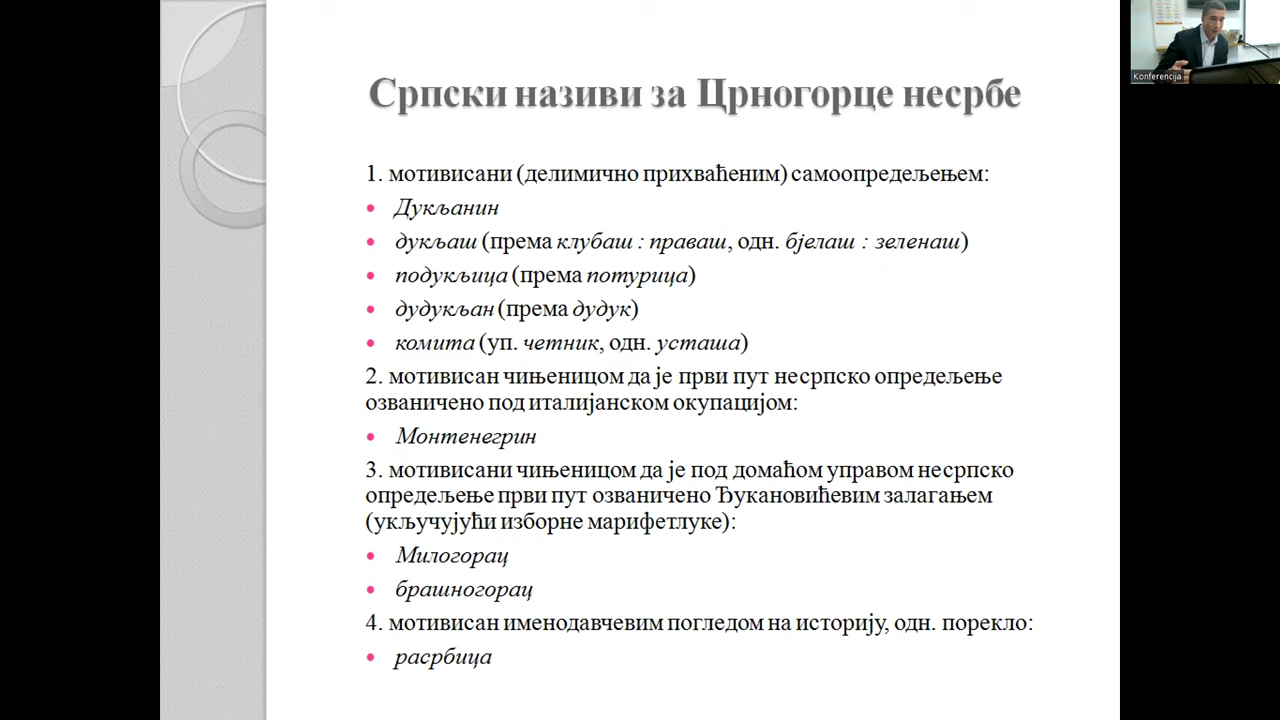 Српски називи за Црногорце несрбе
1. мотивисани (делимично прихваћеним) самоопредељењем:
• Дукљанин
• дукљаш (према клубаш : праваш, одн. бјелаш : зеленаш)
• подукљица (према потурица)
• дудукљан (према дудук)
• комита (уп. четник, одн. усташа)
2. мотивисан чињеницом да је први пут несрпско опредељење
озваничено под италијанском окупацијом:
• Монтенегрин
3. мотивисани чињеницом да је под домаћом управом несрпско
опредељење први пут озваничено Ђукановићевим залагањем
(укључујући изборне марифетлуке):
• Милогорац
• брашногорац
4. мотивисан именодавчевим погледом на историју, одн. порекло:
• расрбица
Konferencija